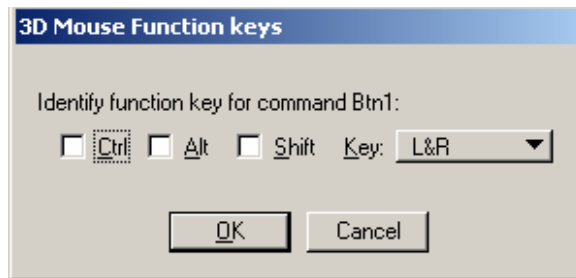 3D Mouse Function keys
Identify function key for command Btn1:
Ctrl Alt Shift Key: L&R
OK Cancel